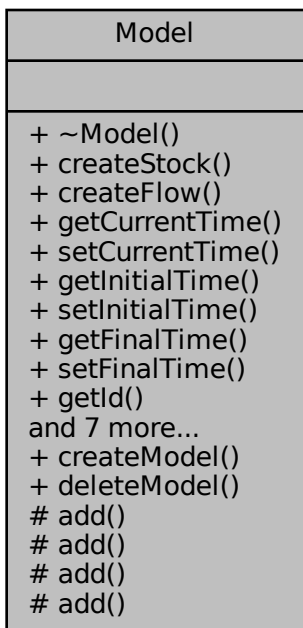 Model
+ ~Model()
+ createStock()
+ createFlow()
+ getCurrentTime()
+ setCurrentTime()
+ getInitialTime()
+ setInitialTime()
+ getFinalTime()
+ setFinalTime()
+ getId()
and 7 more...
+ createModel()
+ deleteModel()
# add()
# add()
# add()
# add()